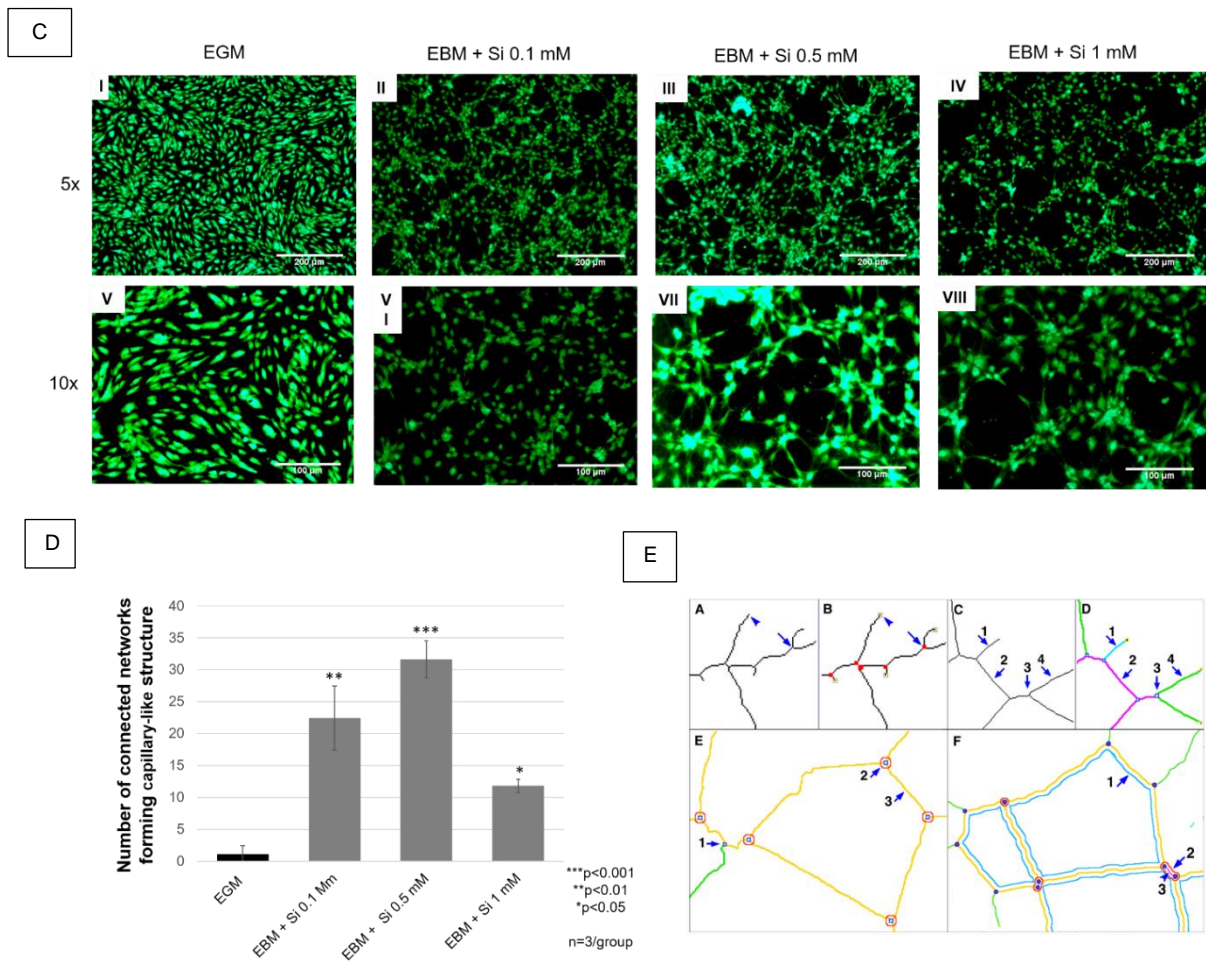 C
EGM
EBM + Si 0.1 mM
EBM + Si 0.5 mM
EBM + Si 1 mM
5x
I
200 µm
II
200 µm
III
200 µm
IV
200 µm
10x
V
100 µm
V
I
100 µm
VII
100 µm
VIII
100 µm
D
Number of connected networks
forming capillary-like structure
40
35
30
25
20
15
10
5
0
**
***
*
EGM
EBM + Si 0.1 Mm
EBM + Si 0.5 mM
EBM + Si 1 mM
***p<0.001
**p<0.01
*p<0.05
n=3/group
E
A
B
C
1
2
3
4
D
1
2
3
4
E
1
2
3
F
1
2
3